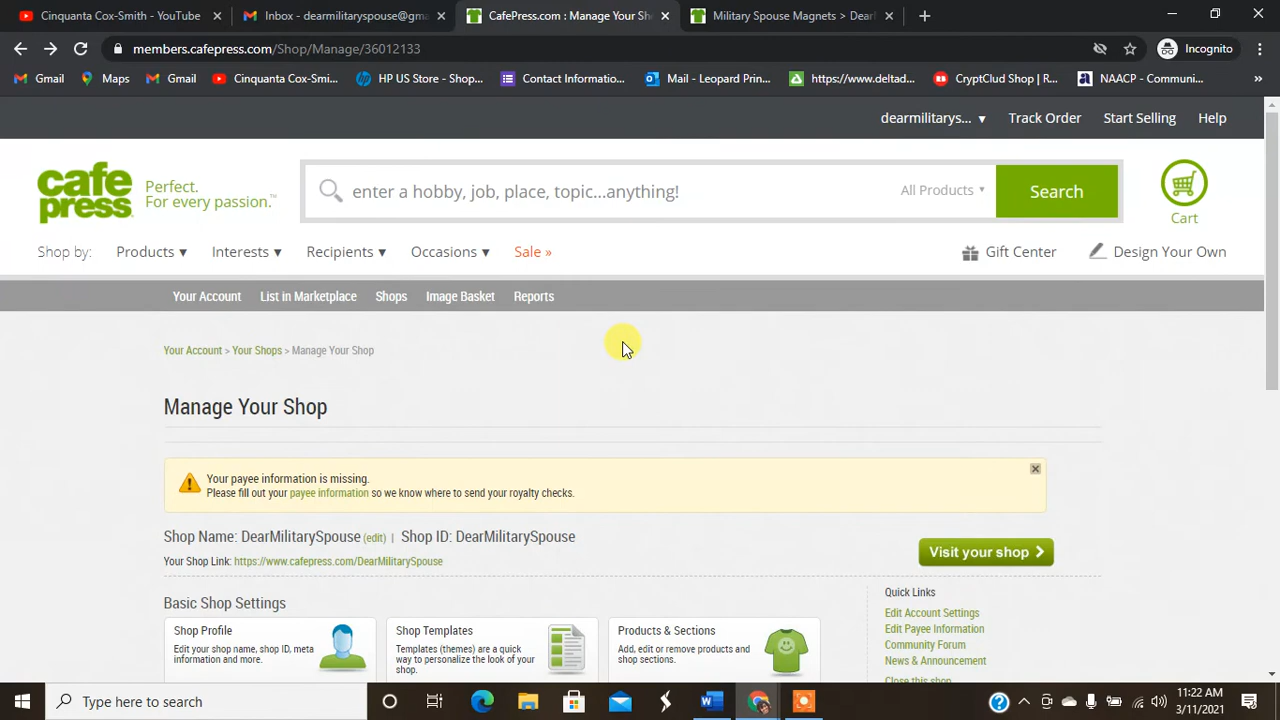 Cinquanta Cox-Smith - YouTube
Inbox - dearmilitaryspouse@gma
CafePress.com : Manage Your Sh
Military Spouse Magnets > Dearl
members.cafepress.com/Shop/Manage/36012133
Incognito
Gmail
Maps
Gmail
Cinquanta Cox-Smi...
HP US Store - Shop...
Contact Informatio...
Mail - Leonard Prin...
https://www.deltad...
CryptClud Shop | R...
NAACP - Communi...
dearmilitarys... ▼ Track Order Start Selling Help
cafe press
Perfect.
For every passion.™
enter a hobby, job, place, topic...anything!
All Products ▾
Search
Cart
Shop by: Products ▾ Interests ▾ Recipients ▾ Occasions ▾ Sale » Gift Center Design Your Own
Your Account List in Marketplace Shops Image Basket Reports
Your Account > Your Shops > Manage Your Shop
Manage Your Shop
Your payee information is missing.
Please fill out your payee information so we know where to send your royalty checks.
Shop Name: DearMilitarySpouse (edit) | Shop ID: DearMilitarySpouse
Visit your shop
Your Shop Link: https://www.cafepress.com/DearMilitarySpouse
Basic Shop Settings
Shop Profile
Edit your shop name, shop ID, meta
information and more.
Shop Templates
Templates (themes) are a quick
way to personalize the look of your
shop.
Products & Sections
Add, edit or remove products and
shop sections.
Quick Links
Edit Account Settings
Edit Payee Information
Community Forum
News & Announcement
Close this shop
Type here to search
11:22 AM
3/11/2021